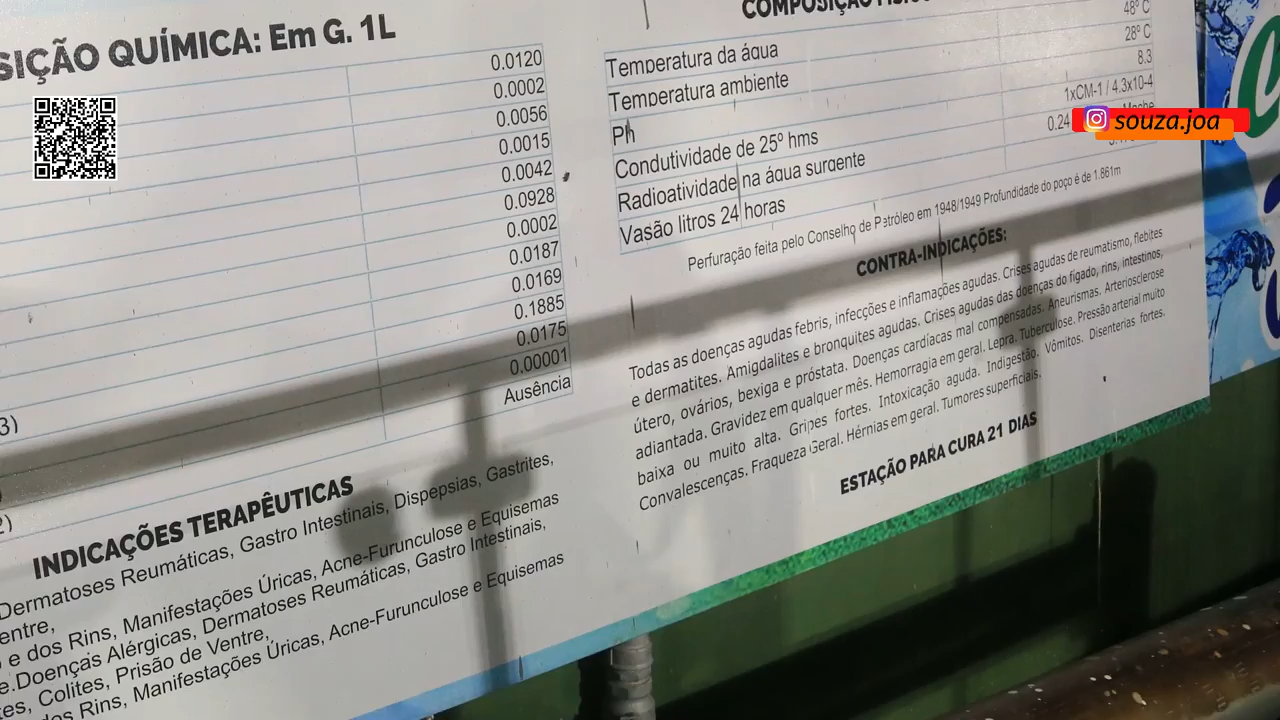 SIÇÃO QUÍMICA: Em G. 1L
0.0120
0.0002
0.0056
0.0015
0.0042
0.0928
0.0002
0.0187
0.0169
0.1885
0.0175
0.00001
Ausência
3)
2)
INDICAÇÕES TERAPÊUTICAS
Dermatoses Reumáticas, Gastro Intestinais, Dispepsias, Gastrites,
entre,
e dos Rins, Manifestações Úricas, Acne-Furunculose e Equisemas
e.Doenças Alérgicas, Dermatoses Reumáticas, Gastro Intestinais,
tes, Colites, Prisão de Ventre,
dos Rins, Manifestações Úricas, Acne-Furunculose e Equisemas
Temperatura da água 48º C
Temperatura ambiente 28º C
Ph 8.3
Condutividade de 25º hms 1xCM-1 / 4.3x10-4
Radioatividade na água surgente 0.24
Vasão litros 24 horas
Perfuração feita pelo Conselho de Petróleo em 1948/1949 Profundidade do poço é de 1.861m
CONTRA-INDICAÇÕES:
Todas as doenças agudas febris, infecções e inflamações agudas. Crises agudas de reumatismo, flebites
e dermatites. Amigdalites e bronquites agudas. Crises agudas das doenças do fígado, rins, intestinos,
útero, ovários, bexiga e próstata. Doenças cardíacas mal compensadas. Aneurismas. Arteriosclerose
adiantada. Gravidez em qualquer mês. Hemorragia em geral. Lepra. Tuberculose. Pressão arterial muito
baixa ou muito alta. Gripes fortes. Intoxicação aguda. Indigestão. Vômitos. Disenterias fortes.
Convalescenças. Fraqueza Geral. Hérnias em geral. Tumores superficiais.
ESTAÇÃO PARA CURA 21 DIAS
souza.joa